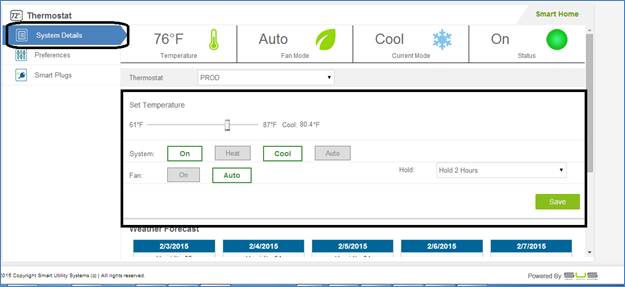 72° Thermostat
Smart Home
System Details
Preferences
Smart Plugs
76°F Auto Cool On
Temperature Fan Mode Current Mode Status
Thermostat PROD
Set Temperature
61°F 87°F Cool: 80.4°F
System: On Heat Cool Auto
Fan: On Auto Hold: Hold 2 Hours
Save
Weather Forecast
2/3/2015 2/4/2015 2/5/2015 2/6/2015 2/7/2015
2015 Copyright Smart Utility Systems (c) | All rights reserved.
Powered By SUS